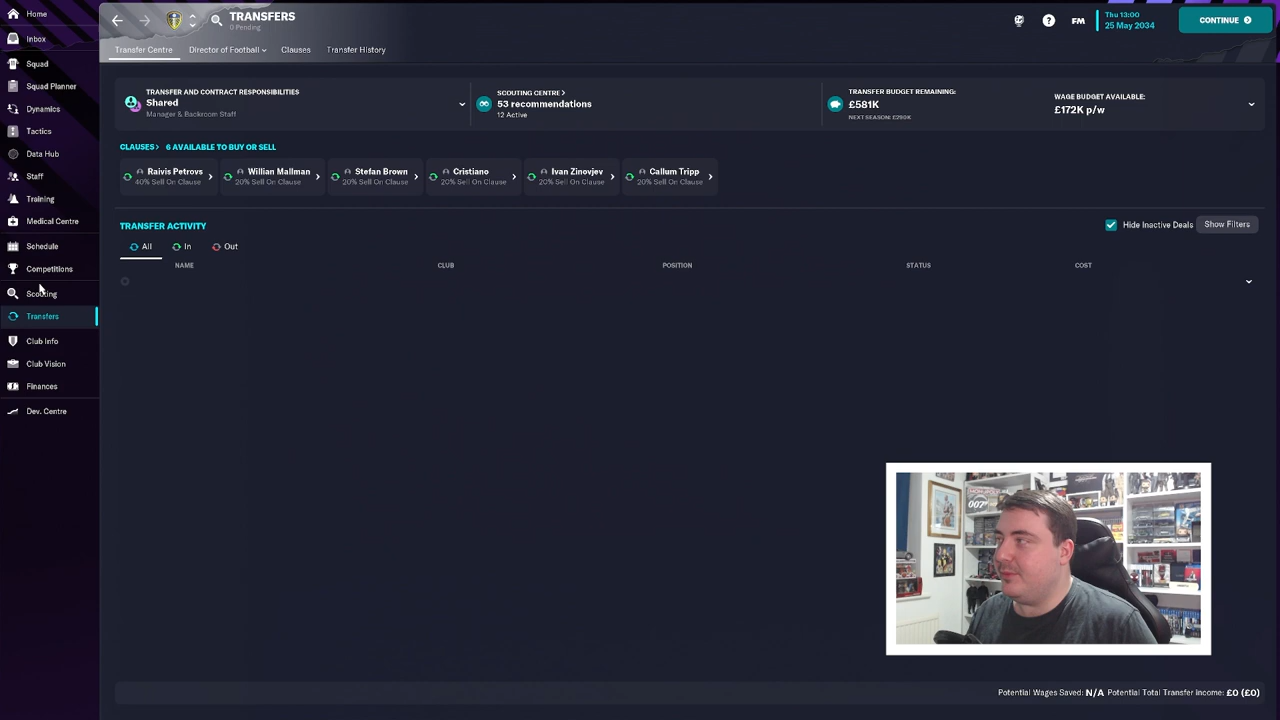 Home
Inbox
Squad
Squad Planner
Dynamics
Tactics
Data Hub
Staff
Training
Medical Centre
Schedule
Competitions
Scouting
Transfers
Club Info
Club Vision
Finances
Dev. Centre
TRANSFERS
0 Pending
FM
Thu 13:00
25 May 2034
CONTINUE
Transfer Centre Director of Football Clauses Transfer History
TRANSFER AND CONTRACT RESPONSIBILITIES
Shared
Manager & Backroom Staff
SCOUTING CENTRE >
53 recommendations
12 Active
TRANSFER BUDGET REMAINING:
£581K
NEXT SEASON: £290K
WAGE BUDGET AVAILABLE:
£172K p/w
CLAUSES > 6 AVAILABLE TO BUY OR SELL
Raivis Petrovs
40% Sell On Clause
Willian Mallman
20% Sell On Clause
Stefan Brown
20% Sell On Clause
Cristiano
20% Sell On Clause
Ivan Zinovjev
20% Sell On Clause
Callum Tripp
20% Sell On Clause
TRANSFER ACTIVITY
Hide Inactive Deals Show Filters
All In Out
NAME CLUB POSITION STATUS COST
007
Potential Wages Saved: N/A Potential Total Transfer Income: £0 (£0)